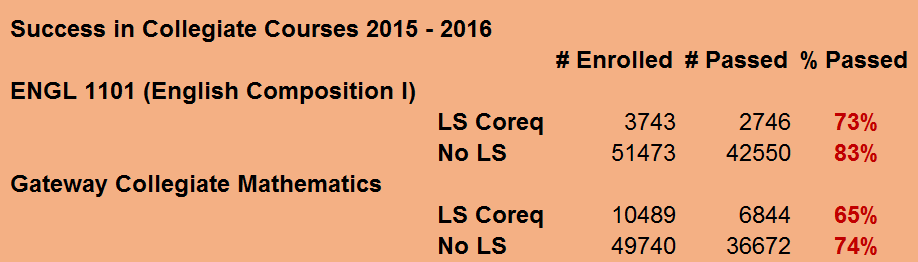 Success in Collegiate Courses 2015 - 2016
# Enrolled # Passed % Passed
ENGL 1101 (English Composition I)
LS Coreq 3743 2746 73%
No LS 51473 42550 83%
Gateway Collegiate Mathematics
LS Coreq 10489 6844 65%
No LS 49740 36672 74%